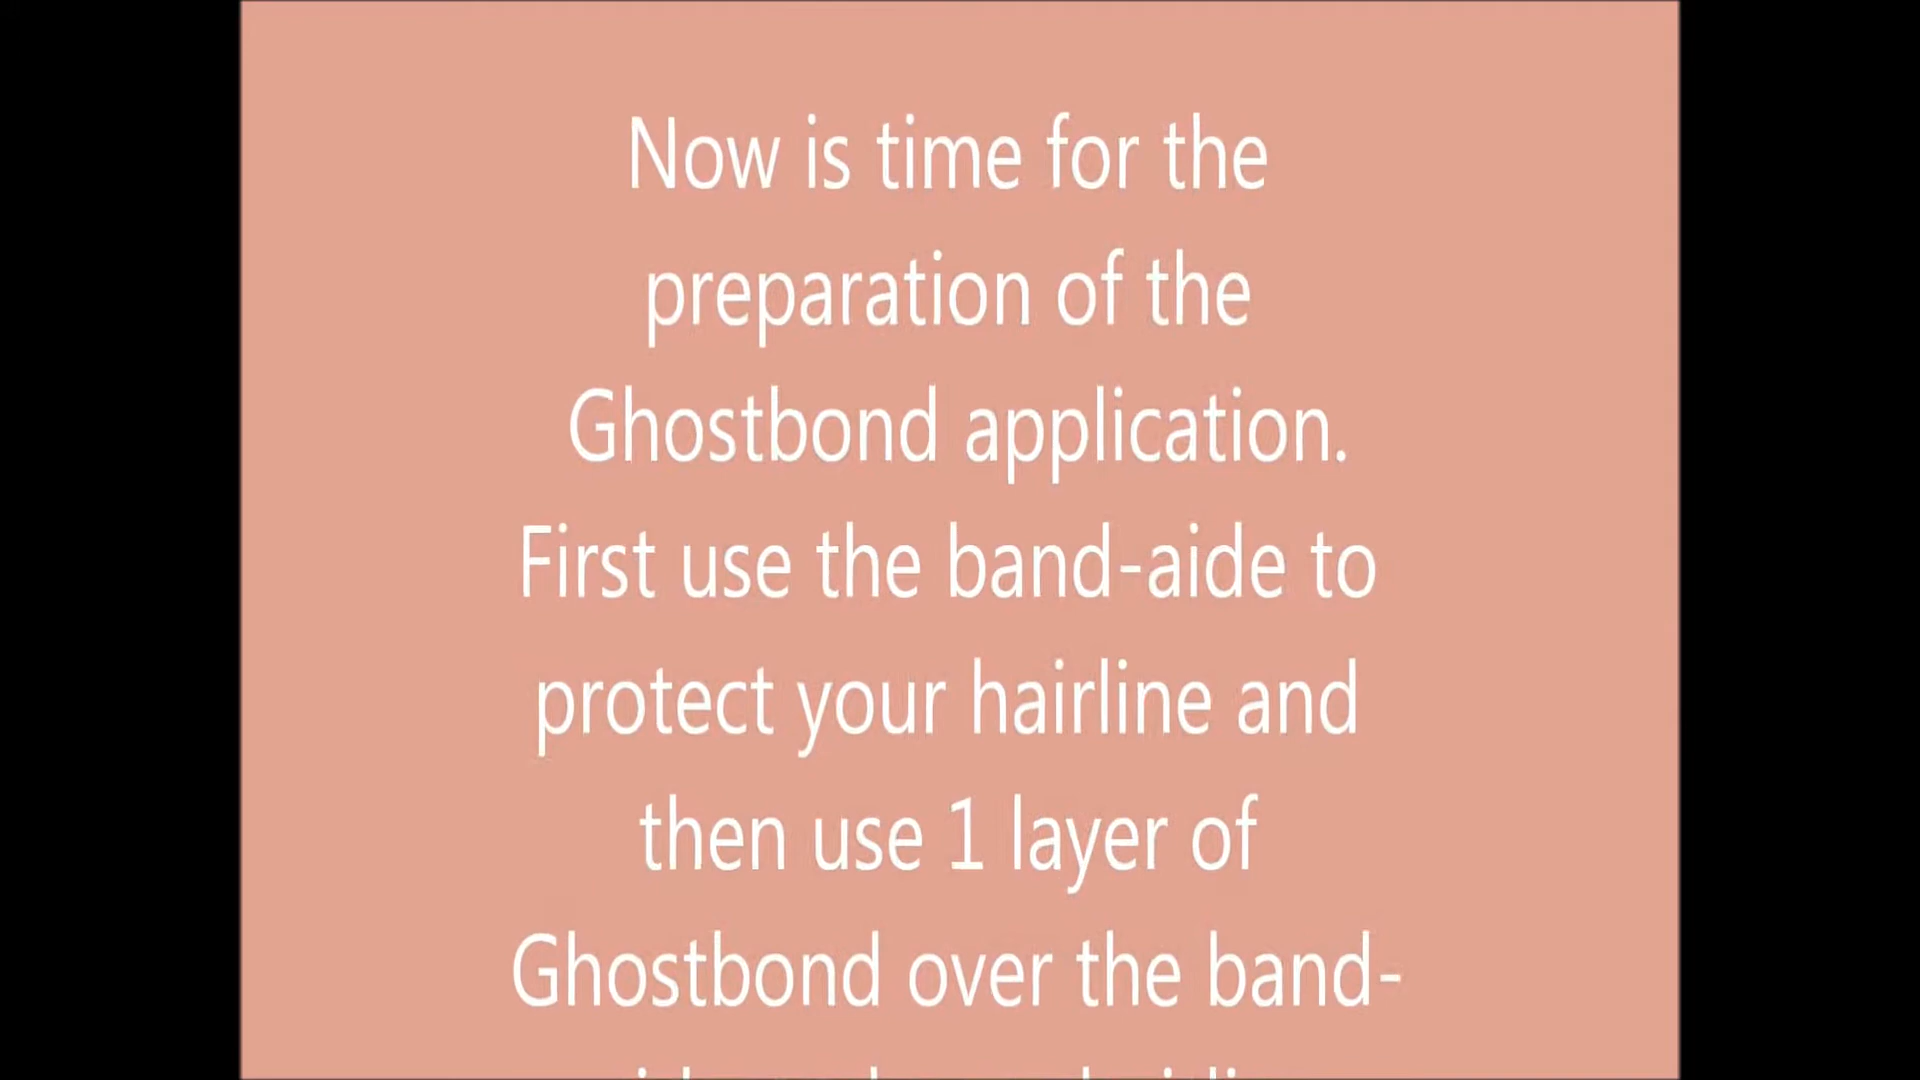 Now is time for the
preparation of the
Ghostbond application.
First use the band-aide to
protect your hairline and
then use 1 layer of
Ghostbond over the band-